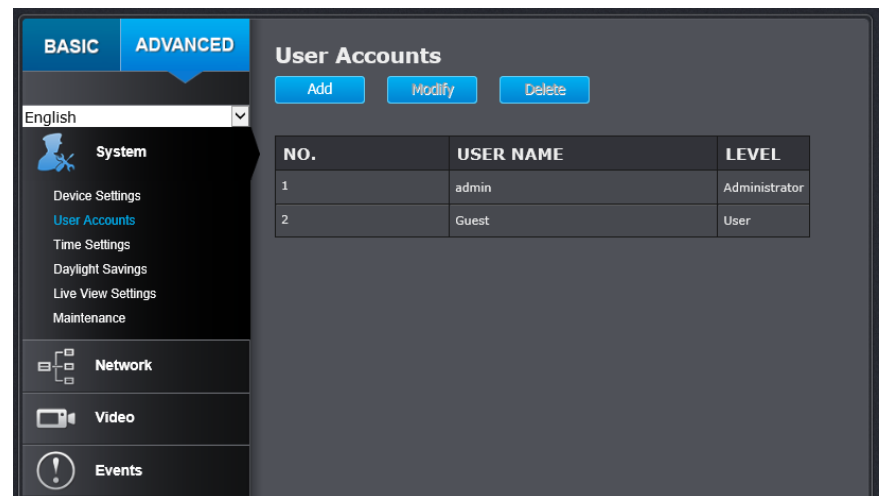 BASIC ADVANCED
English
System
Device Settings
User Accounts
Time Settings
Daylight Savings
Live View Settings
Maintenance
Network
Video
Events
User Accounts
Add Modify Delete
NO. USER NAME LEVEL
1 admin Administrator
2 Guest User